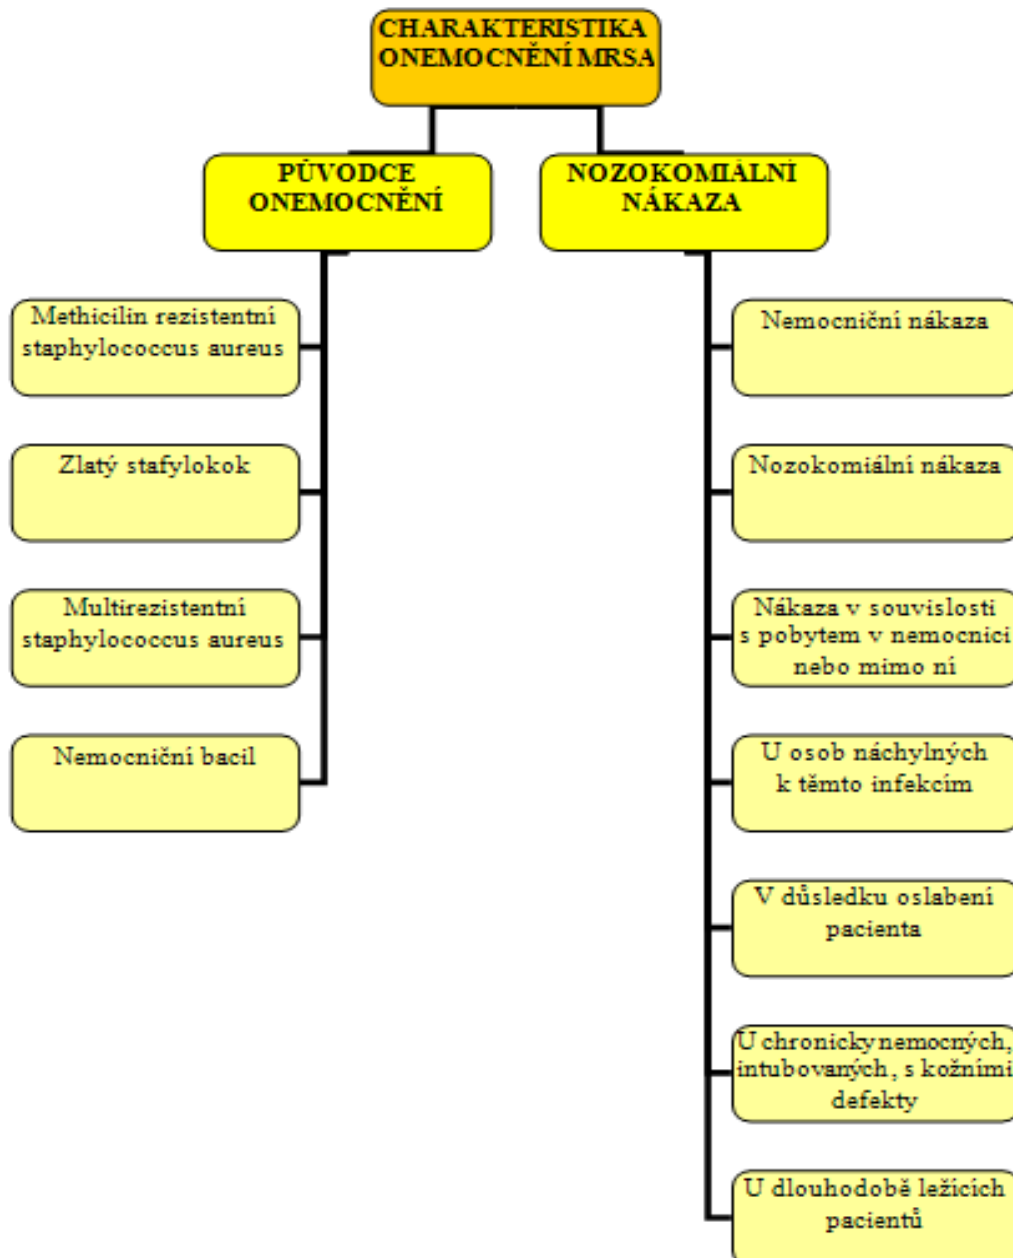 CHARAKTERISTIKA
ONEMOCNĚNÍ MRSA
PŮVODCE
ONEMOCNĚNÍ
NOZOKOMIÁLNÍ
NÁKAZA
Methicilin rezistentní
staphylococcus aureus
Zlatý stafylokok
Multirezistentní
staphylococcus aureus
Nemocniční bacil
Nemocniční nákaza
Nozokomiální nákaza
Nákaza v souvislosti
s pobytem v nemocnici
nebo mimo ní
U osob náchylných
k těmto infekcím
V důsledku oslabení
pacienta
U chronicky nemocných,
intubovaných, s kožními
defekty
U dlouhodobě ležících
pacientů